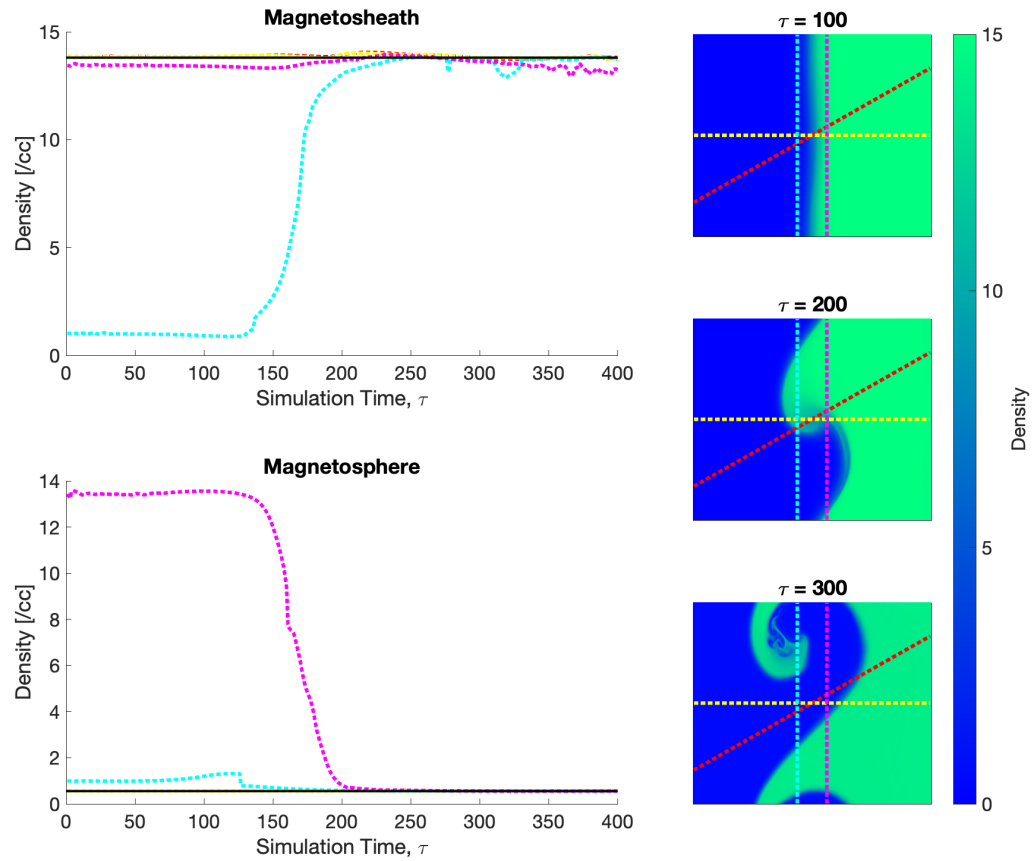 Magnetosheath
15
10
5
0
Density [/cc]
0 50 100 150 200 250 300 350 400
Simulation Time, τ
Magnetosphere
14
12
10
8
6
4
2
0
Density [/cc]
0 50 100 150 200 250 300 350 400
Simulation Time, τ
τ = 100
τ = 200
τ = 300
15
10
5
0
Density